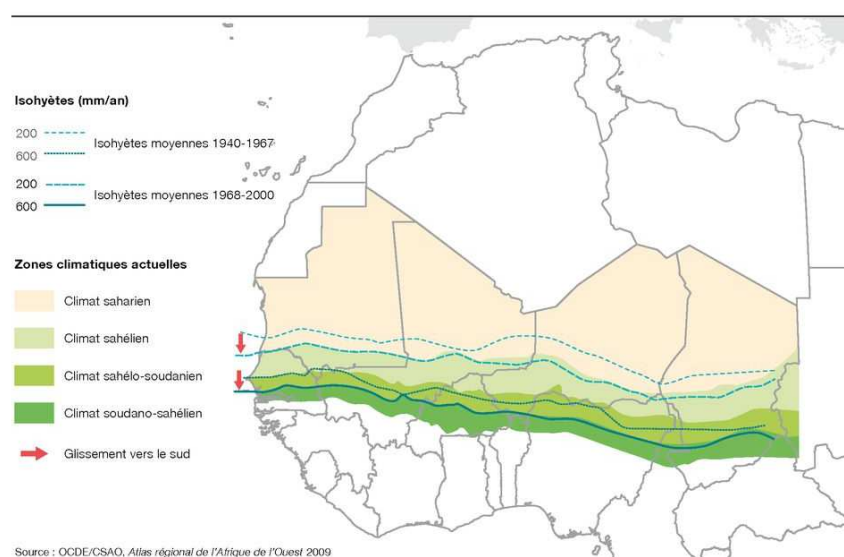 Isohyètes (mm/an)
200
600
Isohyètes moyennes 1940-1967
200
600
Isohyètes moyennes 1968-2000
Zones climatiques actuelles
Climat saharien
Climat sahélien
Climat sahélo-soudanien
Climat soudano-sahélien
Glissement vers le sud
Source : OCDE/CSAO, Atlas régional de l'Afrique de l'Ouest 2009